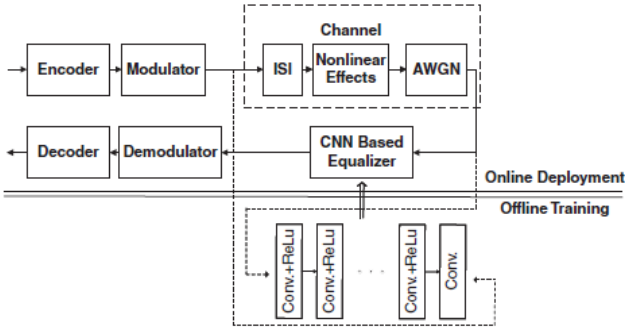 Channel
Encoder
Modulator
ISI
Nonlinear
Effects
AWGN
Decoder
Demodulator
CNN Based
Equalizer
Online Deployment
Offline Training
Conv.+ReLu
Conv.+ReLu
. . .
Conv.+ReLu
Conv.